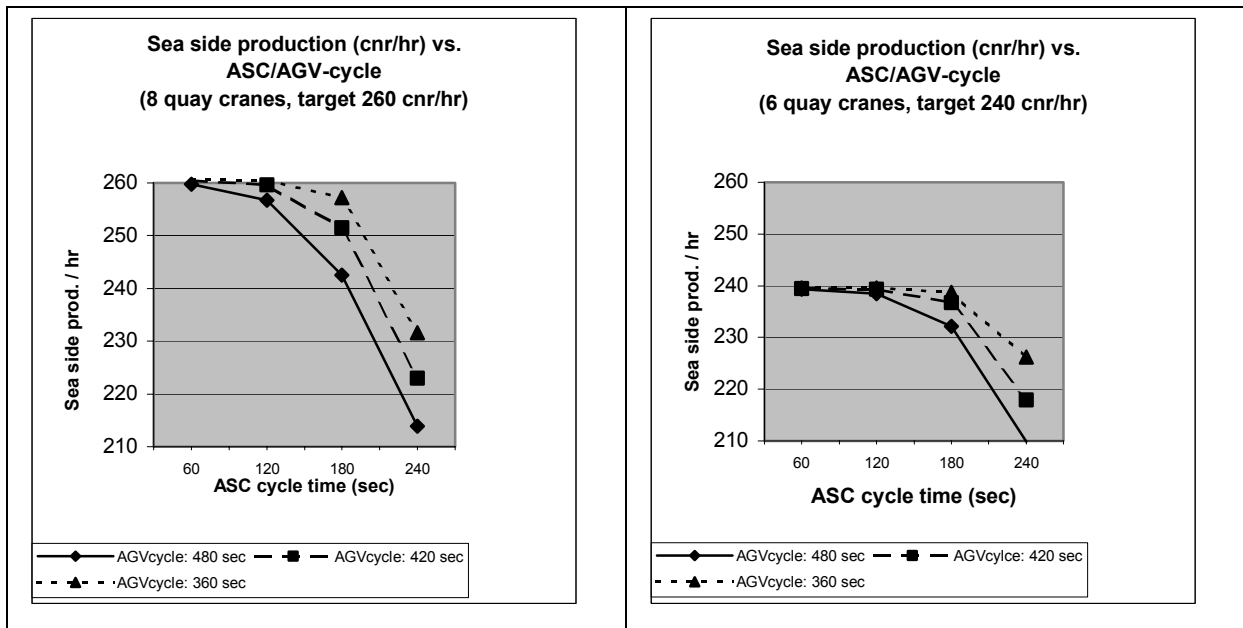 Sea side production (cnr/hr) vs.
ASC/AGV-cycle
(8 quay cranes, target 260 cnr/hr)
260
250
240
230
220
210
Sea side prod. / hr
60 120 180 240
ASC cycle time (sec)
AGVcycle: 480 sec AGVcycle: 420 sec
AGVcycle: 360 sec
Sea side production (cnr/hr) vs.
ASC/AGV-cycle
(6 quay cranes, target 240 cnr/hr)
260
250
240
230
220
210
Sea side prod. / hr
60 120 180 240
ASC cycle time (sec)
AGVcycle: 480 sec AGVcylce: 420 sec
AGVcycle: 360 sec